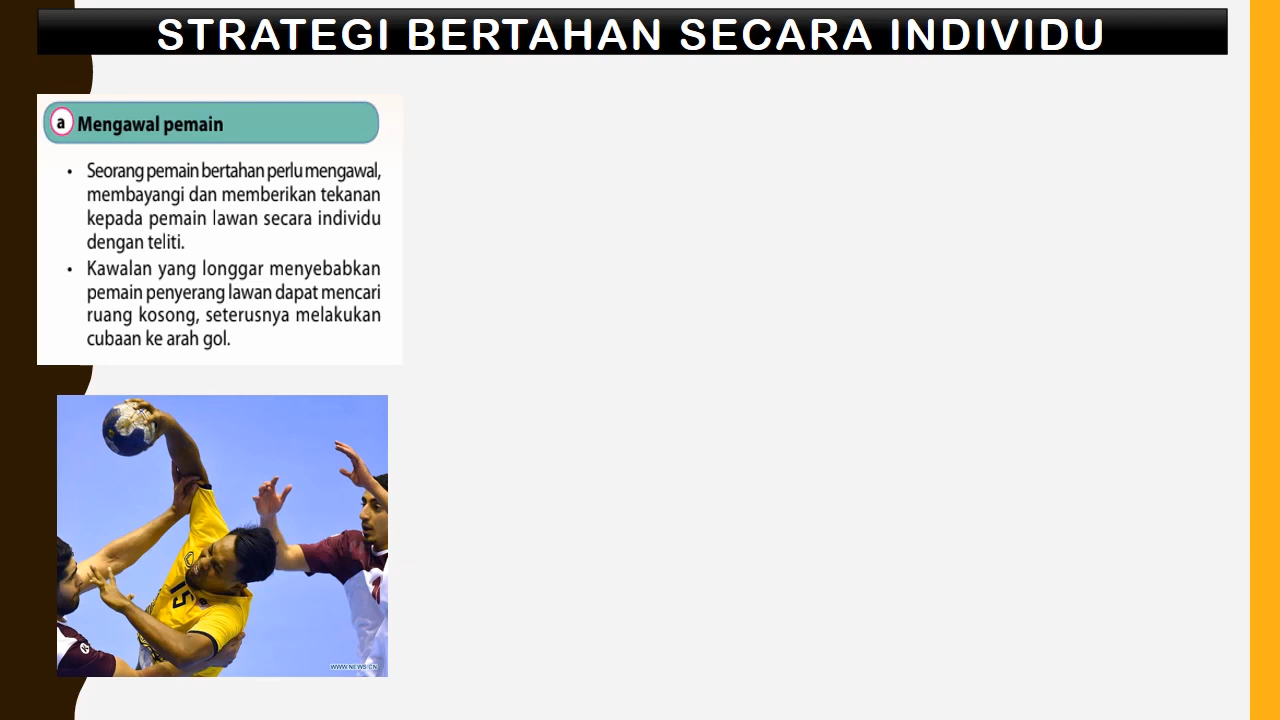 STRATEGI BERTAHAN SECARA INDIVIDU
a Mengawal pemain
• Seorang pemain bertahan perlu mengawal,
membayangi dan memberikan tekanan
kepada pemain lawan secara individu
dengan teliti.
• Kawalan yang longgar menyebabkan
pemain penyerang lawan dapat mencari
ruang kosong, seterusnya melakukan
cubaan ke arah gol.
15
WWW.NEWS.CN